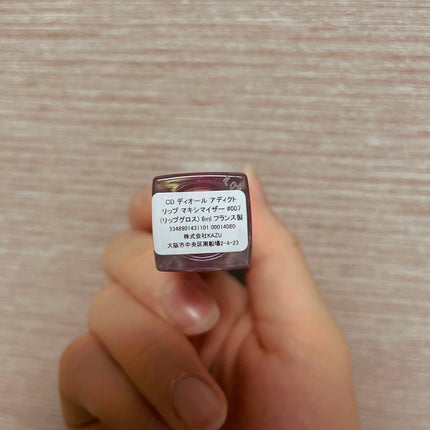 CD ディオール アディクト
リップ マキシマイザー #007
(リップグロス) 6ml フランス製
3348901431101 00014080
株式会社KAZU
大阪市中央区南船場2-4-23